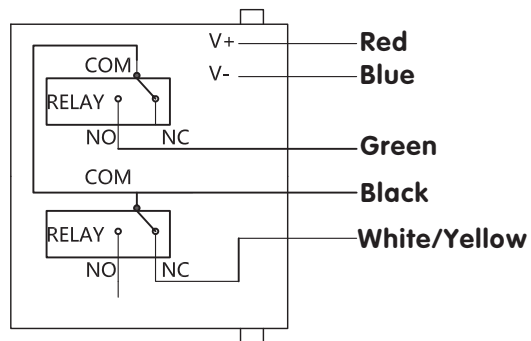 V+ Red
V- Blue
COM
RELAY
NO NC
Green
COM
Black
RELAY
White/Yellow
NO NC